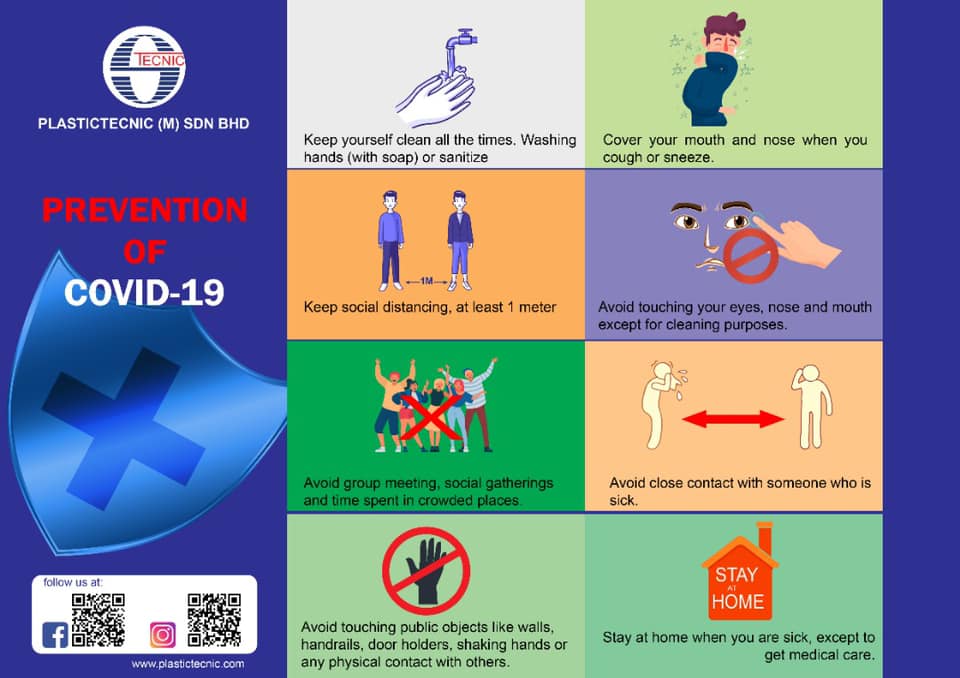 TECNIC
PLASTICTECNIC (M) SDN BHD
PREVENTION
OF
COVID-19
follow us at:
www.plastictecnic.com
Keep yourself clean all the times. Washing
hands (with soap) or sanitize
Cover your mouth and nose when you
cough or sneeze.
1M
Keep social distancing, at least 1 meter
Avoid touching your eyes, nose and mouth
except for cleaning purposes.
Avoid group meeting, social gatherings
and time spent in crowded places.
Avoid close contact with someone who is
sick.
Avoid touching public objects like walls,
handrails, door holders, shaking hands or
any physical contact with others.
STAY
AT
HOME
Stay at home when you are sick, except to
get medical care.